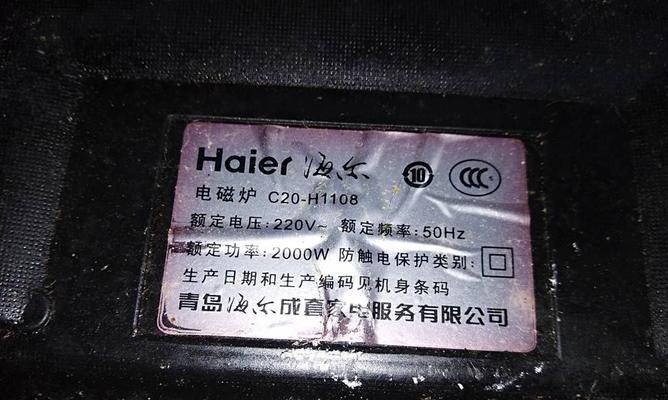 Haier 海尔 10 CCC
电磁炉 C20-H1108
额定电压:220V~ 额定频率:50Hz
额定功率:2000W 防触电保护类别:
生产日期和生产编码见机身条码
青岛海尔成套家电服务有限公司